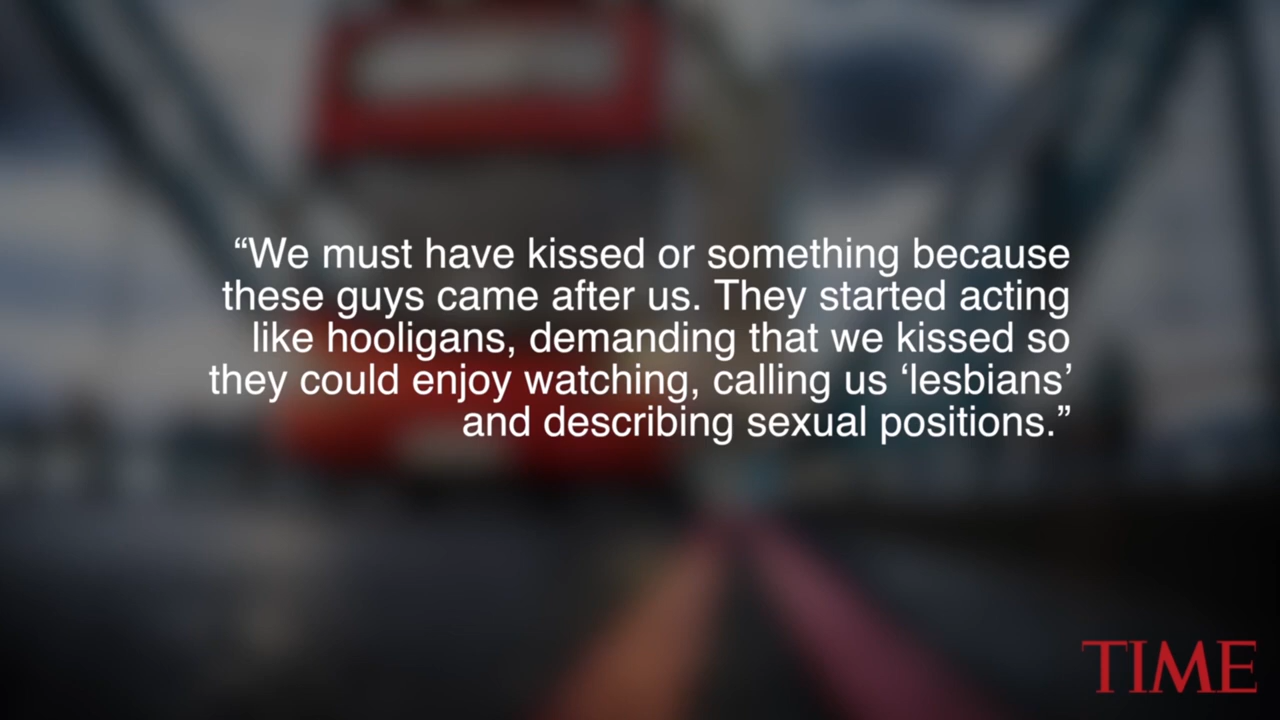 “We must have kissed or something because
these guys came after us. They started acting
like hooligans, demanding that we kissed so
they could enjoy watching, calling us ‘lesbians’
and describing sexual positions.”
TIME